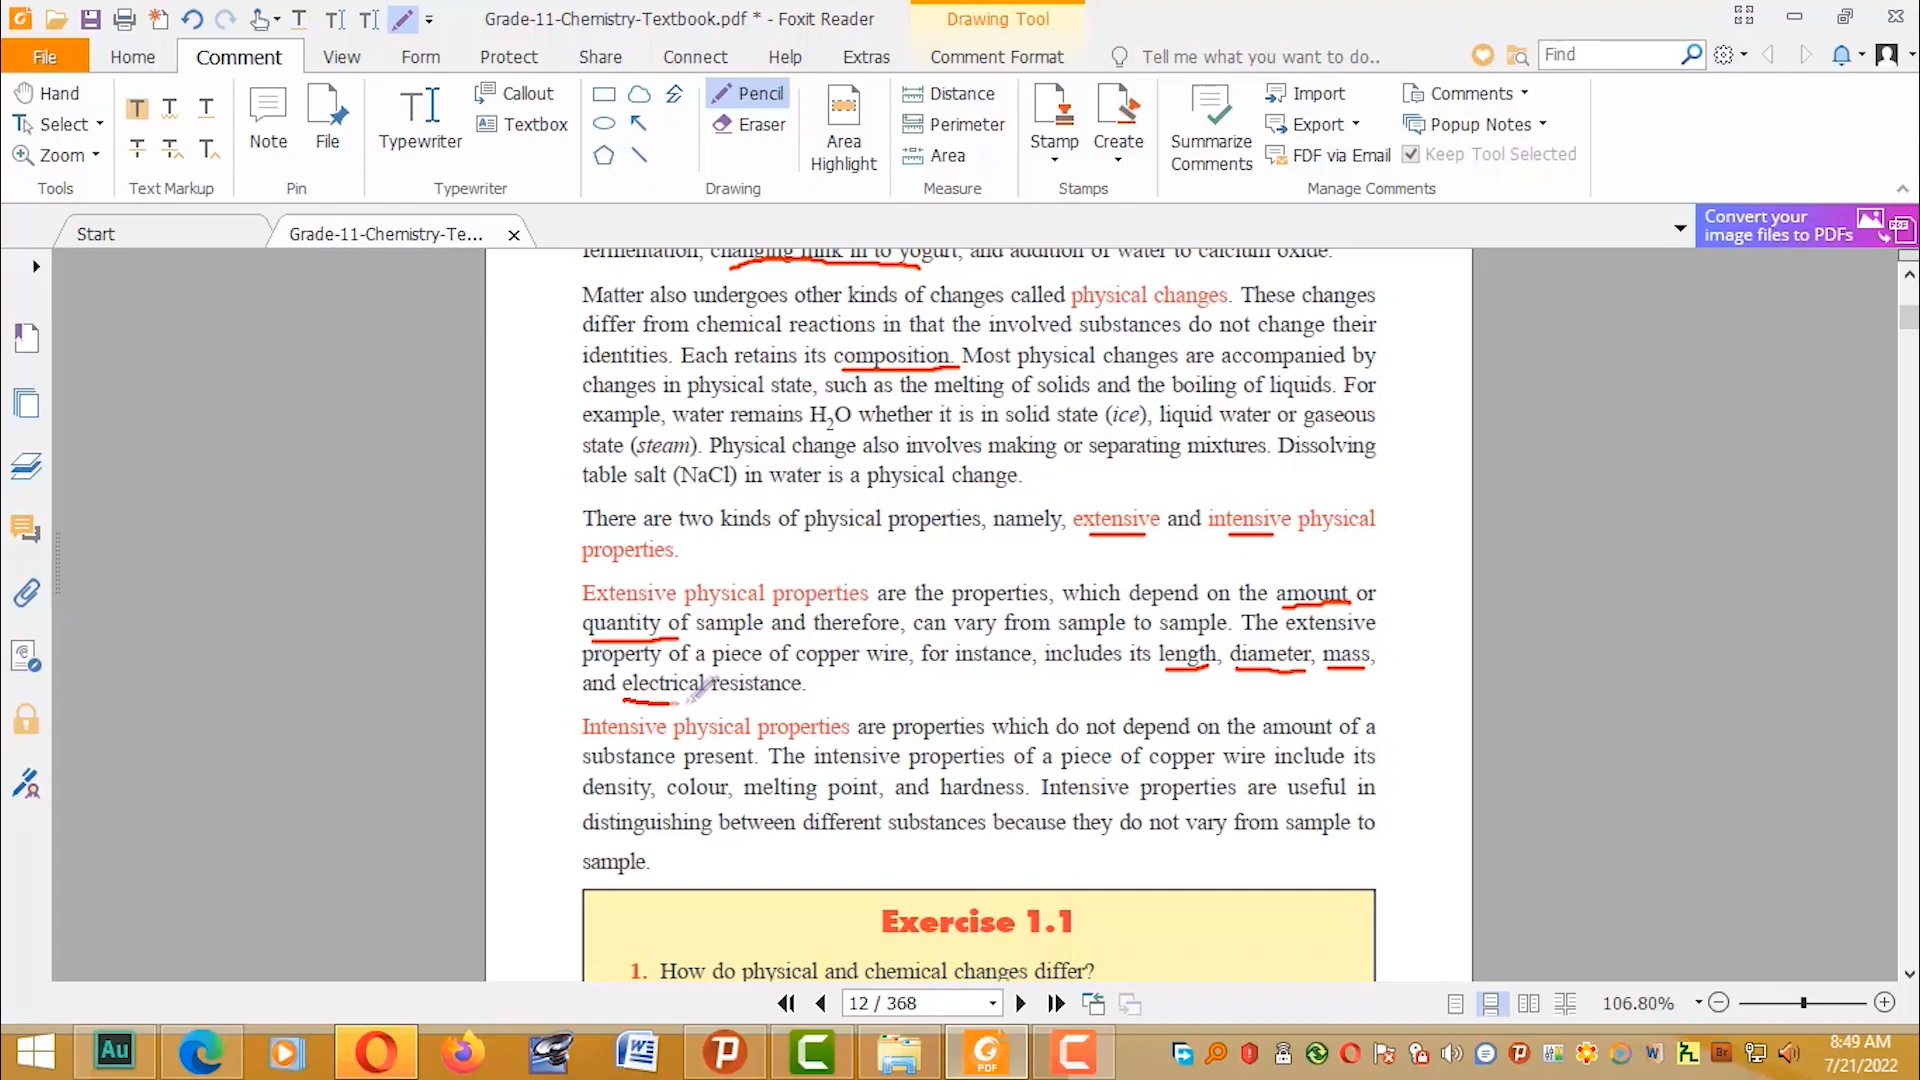 Grade-11-Chemistry-Textbook.pdf * - Foxit Reader
Drawing Tool
File Home Comment View Form Protect Share Connect Help Extras Comment Format Tell me what you want to do.. Find
Hand
Select
Zoom
Tools
Text Markup
Note
File
Pin
Typewriter
Callout
Textbox
Typewriter
Pencil
Eraser
Drawing
Area
Highlight
Distance
Perimeter
Area
Measure
Stamp
Create
Stamps
Summarize
Comments
Import
Export
FDF via Email
Comments
Popup Notes
Keep Tool Selected
Manage Comments
Start
Grade-11-Chemistry-Te...
Convert your
image files to PDFs
fermentation, changing milk in to yogurt, and addition of water to calcium oxide.
Matter also undergoes other kinds of changes called physical changes. These changes
differ from chemical reactions in that the involved substances do not change their
identities. Each retains its composition. Most physical changes are accompanied by
changes in physical state, such as the melting of solids and the boiling of liquids. For
example, water remains H₂O whether it is in solid state (ice), liquid water or gaseous
state (steam). Physical change also involves making or separating mixtures. Dissolving
table salt (NaCl) in water is a physical change.
There are two kinds of physical properties, namely, extensive and intensive physical
properties.
Extensive physical properties are the properties, which depend on the amount or
quantity of sample and therefore, can vary from sample to sample. The extensive
property of a piece of copper wire, for instance, includes its length, diameter, mass,
and electrical resistance.
Intensive physical properties are properties which do not depend on the amount of a
substance present. The intensive properties of a piece of copper wire include its
density, colour, melting point, and hardness. Intensive properties are useful in
distinguishing between different substances because they do not vary from sample to
sample.
Exercise 1.1
1. How do physical and chemical changes differ?
12 / 368
106.80%
Au
PDF
8:49 AM
7/21/2022